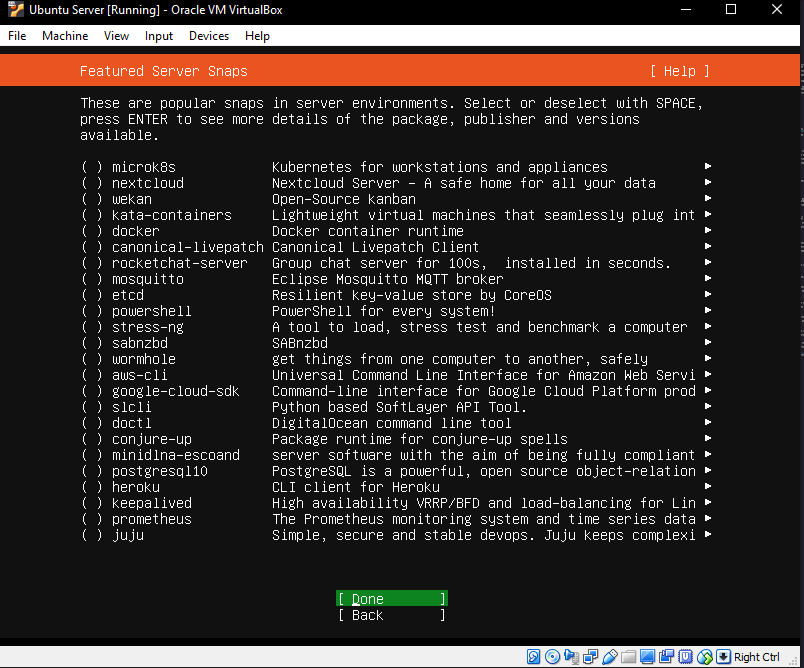 Ubuntu Server [Running] - Oracle VM VirtualBox
File Machine View Input Devices Help
Featured Server Snaps [ Help ]
These are popular snaps in server environments. Select or deselect with SPACE,
press ENTER to see more details of the package, publisher and versions
available.
( ) microk8s Kubernetes for workstations and appliances ▸
( ) nextcloud Nextcloud Server - A safe home for all your data ▸
( ) wekan Open-Source kanban ▸
( ) kata-containers Lightweight virtual machines that seamlessly plug int ▸
( ) docker Docker container runtime ▸
( ) canonical-livepatch Canonical Livepatch Client ▸
( ) rocketchat-server Group chat server for 100s, installed in seconds. ▸
( ) mosquitto Eclipse Mosquitto MQTT broker ▸
( ) etcd Resilient key-value store by CoreOS ▸
( ) powershell PowerShell for every system! ▸
( ) stress-ng A tool to load, stress test and benchmark a computer ▸
( ) sabnzbd SABnzbd ▸
( ) wormhole get things from one computer to another, safely ▸
( ) aws-cli Universal Command Line Interface for Amazon Web Servi ▸
( ) google-cloud-sdk Command-line interface for Google Cloud Platform prod ▸
( ) slcli Python based SoftLayer API Tool. ▸
( ) doctl DigitalOcean command line tool ▸
( ) conjure-up Package runtime for conjure-up spells ▸
( ) minidlna-escoand server software with the aim of being fully compliant ▸
( ) postgresql10 PostgreSQL is a powerful, open source object-relation ▸
( ) heroku CLI client for Heroku ▸
( ) keepalived High availability VRRP/BFD and load-balancing for Lin ▸
( ) prometheus The Prometheus monitoring system and time series data ▸
( ) juju Simple, secure and stable devops. Juju keeps complexi ▸
[ Done ]
[ Back ]
Right Ctrl